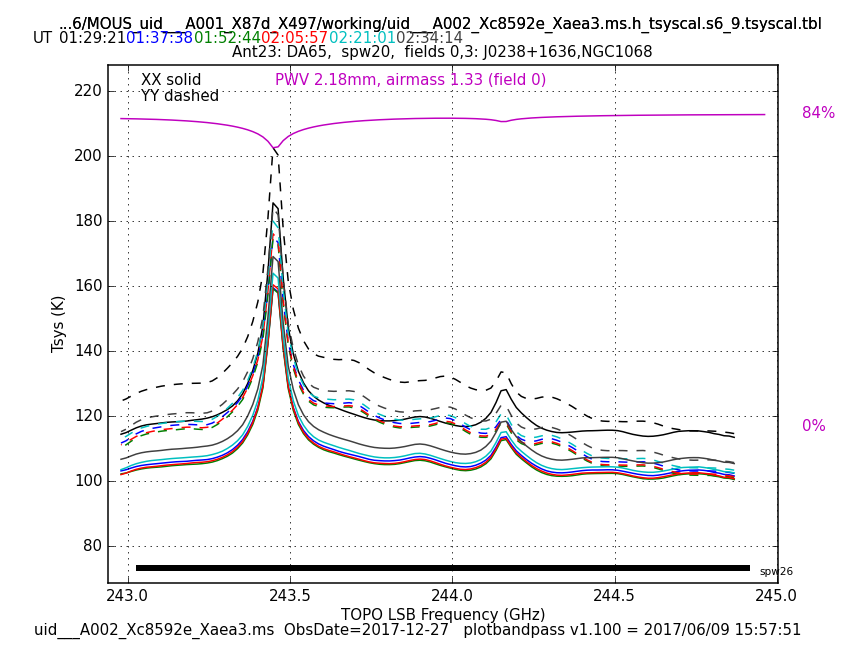 ...6/MOUS_uid___A001_X87d_X497/working/uid___A002_Xc8592e_Xaea3.ms.h_tsyscal.s6_9.tsyscal.tbl
UT 01:29:21 01:37:38 01:52:44 02:05:57 02:21:01 02:34:14
Ant23: DA65,  spw20,  fields 0,3: J0238+1636,NGC1068
XX solid
PWV 2.18mm, airmass 1.33 (field 0)
YY dashed
220
84%
200
180
160
140
120
0%
100
80
Tsys (K)
spw26
243.0 243.5 244.0 244.5 245.0
TOPO LSB Frequency (GHz)
uid___A002_Xc8592e_Xaea3.ms  ObsDate=2017-12-27   plotbandpass v1.100 = 2017/06/09 15:57:51